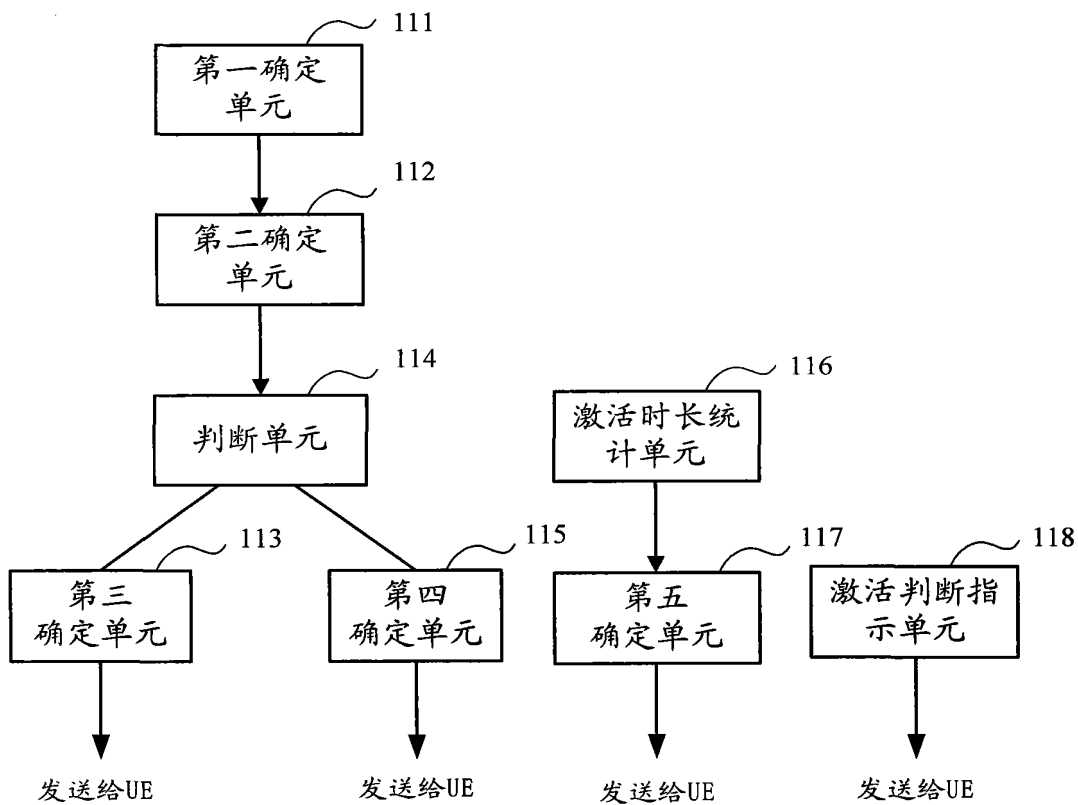 111
第一确定
单元
112
第二确定
单元
114
判断单元
116
激活时长统
计单元
113
第三
确定单元
115
第四
确定单元
117
第五
确定单元
118
激活判断指
示单元
发送给UE
发送给UE
发送给UE
发送给UE